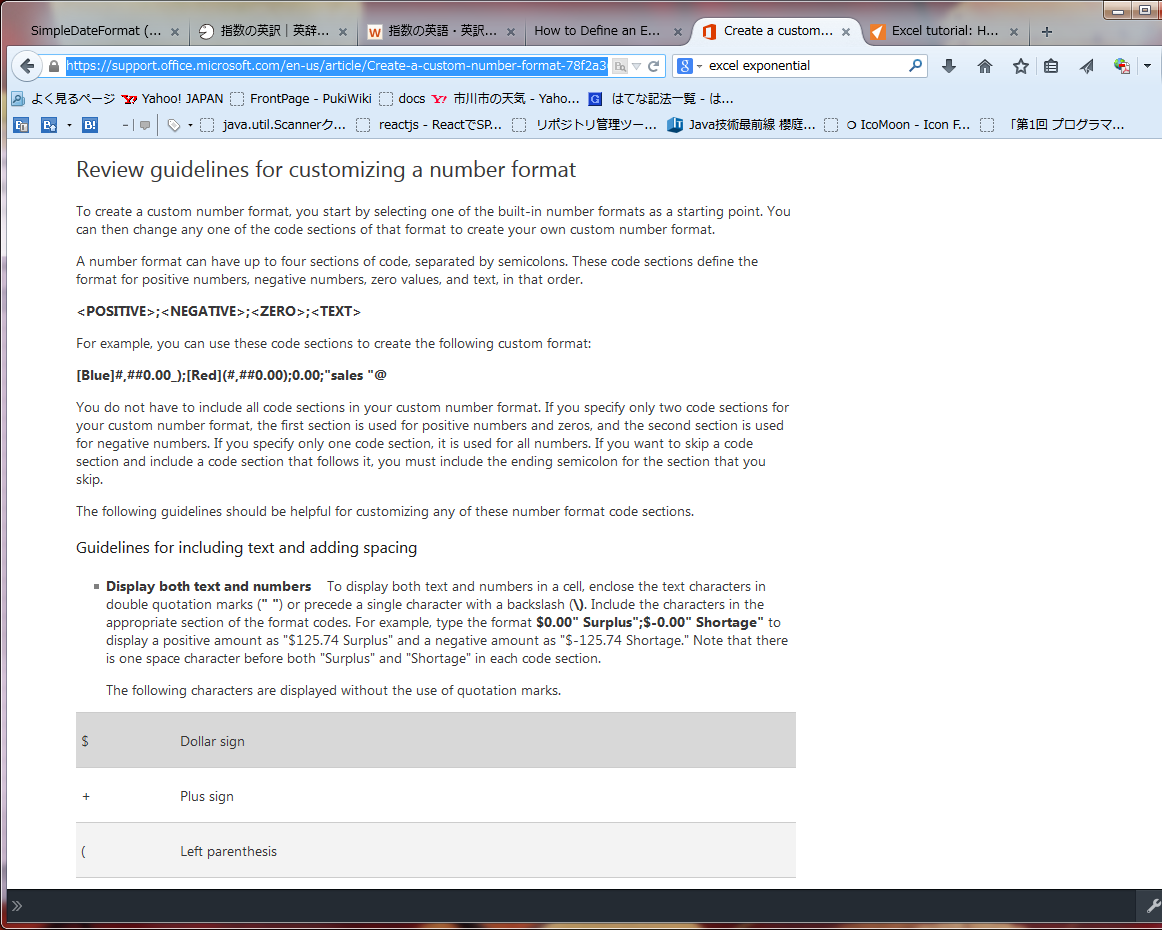 SimpleDateFormat (...
指数の英訳｜英辞...
指数の英語・英訳...
How to Define an E...
Create a custom...
Excel tutorial: H...
https://support.office.microsoft.com/en-us/article/Create-a-custom-number-format-78f2a3
excel exponential
よく見るページ Yahoo! JAPAN FrontPage - PukiWiki docs 市川市の天気 - Yaho... はてな記法一覧 - は...
java.util.Scannerク... reactjs - ReactでSP... リポジトリ管理ツー... Java技術最前線 櫻庭... IcoMoon - Icon F... 「第1回 プログラマ...
Review guidelines for customizing a number format
To create a custom number format, you start by selecting one of the built-in number formats as a starting point. You
can then change any one of the code sections of that format to create your own custom number format.
A number format can have up to four sections of code, separated by semicolons. These code sections define the
format for positive numbers, negative numbers, zero values, and text, in that order.
<POSITIVE>;<NEGATIVE>;<ZERO>;<TEXT>
For example, you can use these code sections to create the following custom format:
[Blue]#,##0.00_);[Red](#,##0.00);0.00;"sales "@
You do not have to include all code sections in your custom number format. If you specify only two code sections for
your custom number format, the first section is used for positive numbers and zeros, and the second section is used
for negative numbers. If you specify only one code section, it is used for all numbers. If you want to skip a code
section and include a code section that follows it, you must include the ending semicolon for the section that you
skip.
The following guidelines should be helpful for customizing any of these number format code sections.
Guidelines for including text and adding spacing
Display both text and numbers To display both text and numbers in a cell, enclose the text characters in
double quotation marks (" ") or precede a single character with a backslash (\). Include the characters in the
appropriate section of the format codes. For example, type the format $0.00" Surplus";$-0.00" Shortage" to
display a positive amount as "$125.74 Surplus" and a negative amount as "$-125.74 Shortage." Note that there
is one space character before both "Surplus" and "Shortage" in each code section.
The following characters are displayed without the use of quotation marks.
$ Dollar sign
+ Plus sign
( Left parenthesis